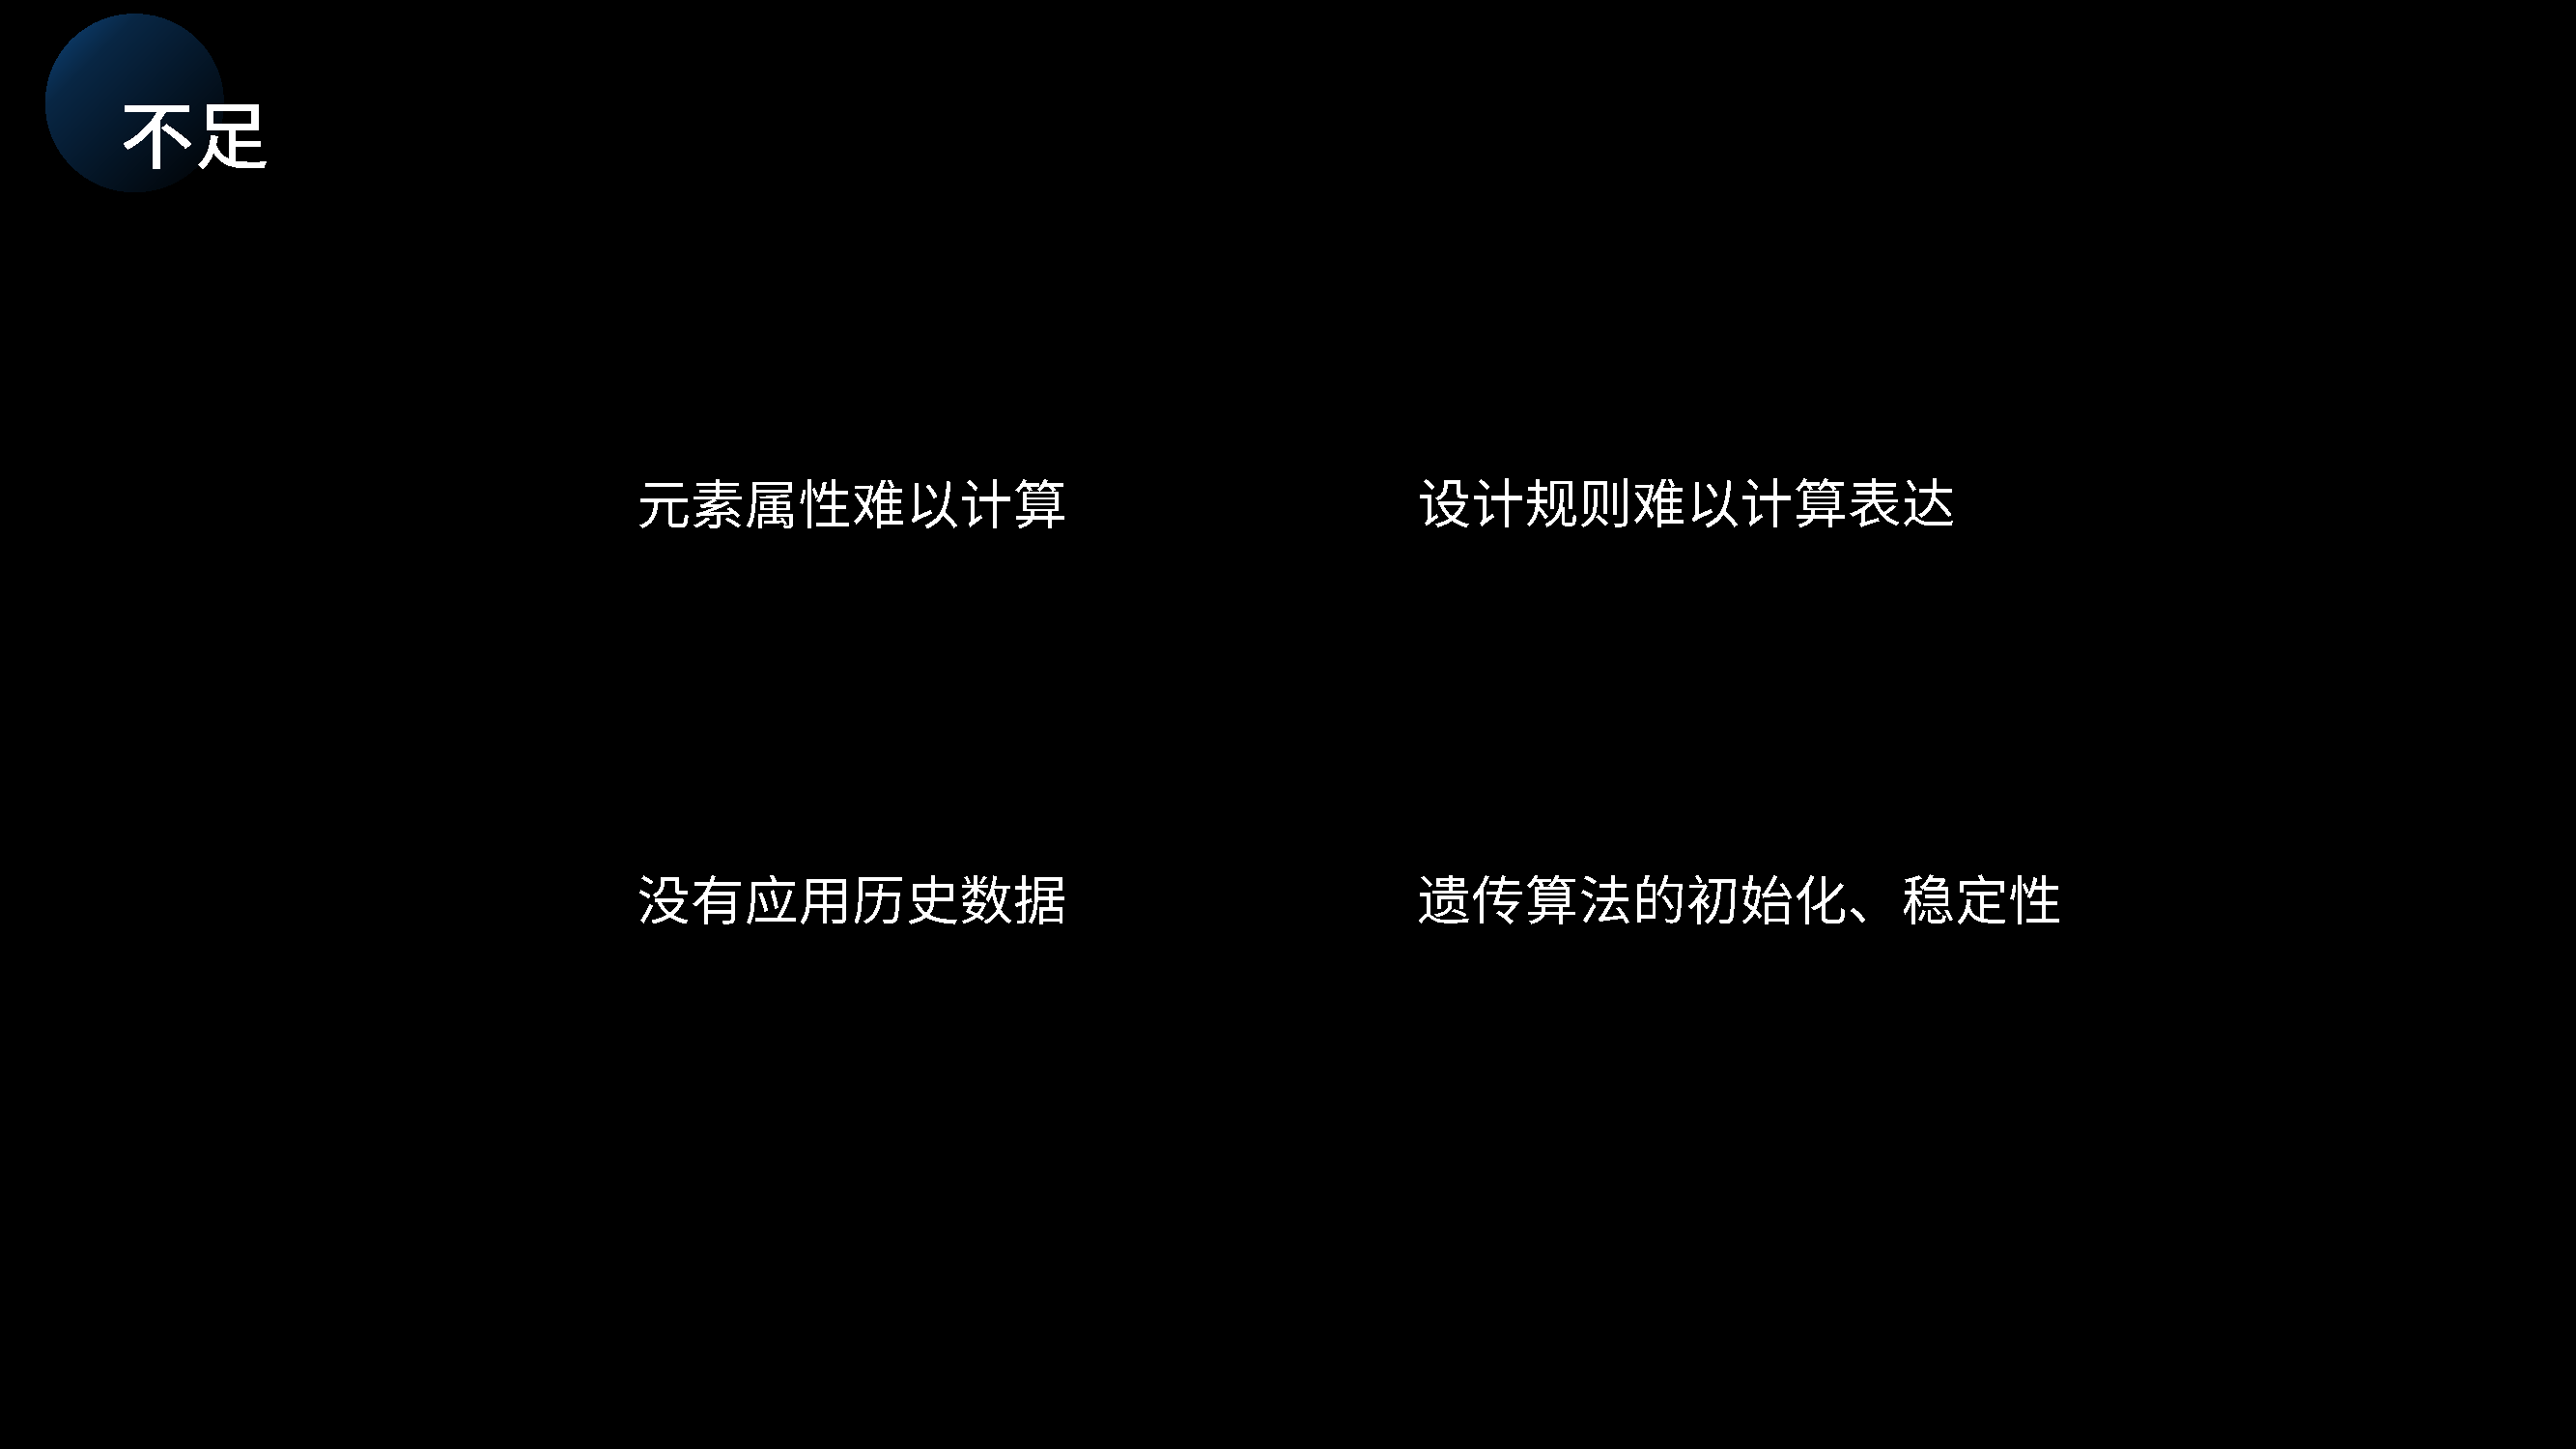 不足
元素属性难以计算
设计规则难以计算表达
没有应用历史数据
遗传算法的初始化、稳定性